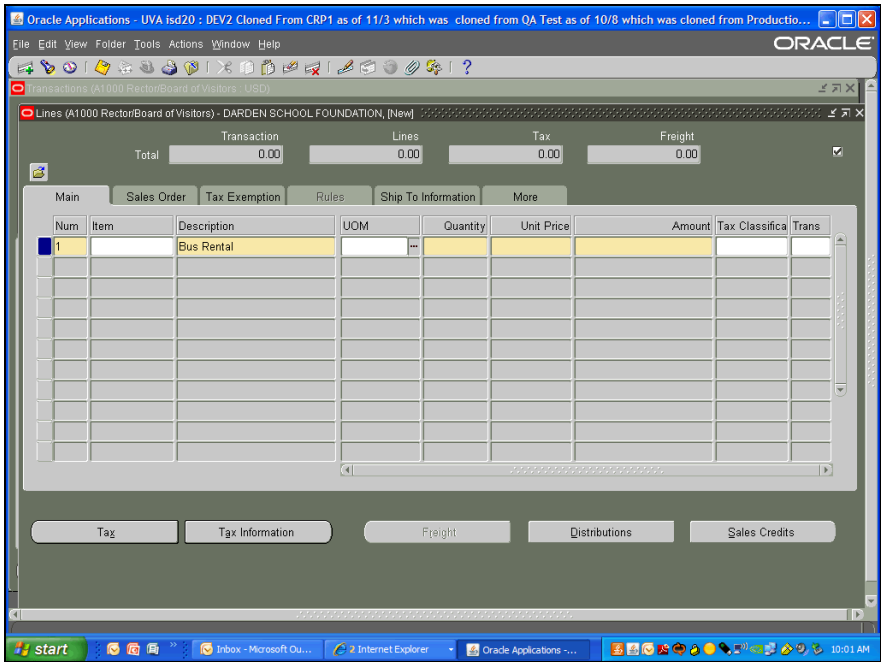 Oracle Applications - UVA isd20 : DEV2 Cloned From CRP1 as of 11/3 which was cloned from QA Test as of 10/8 which was cloned from Productio...
File Edit View Folder Tools Actions Window Help
ORACLE
Transactions (A1000 Rector/Board of Visitors : USD)
Lines (A1000 Rector/Board of Visitors) - DARDEN SCHOOL FOUNDATION, [New]
Transaction Lines Tax Freight
Total 0.00 0.00 0.00 0.00
Main Sales Order Tax Exemption Rules Ship To Information More
Num Item Description UOM Quantity Unit Price Amount Tax Classifica Trans
1 Bus Rental
Tax Tax Information Freight Distributions Sales Credits
start Inbox - Microsoft Ou... 2 Internet Explorer Oracle Applications -... 10:01 AM